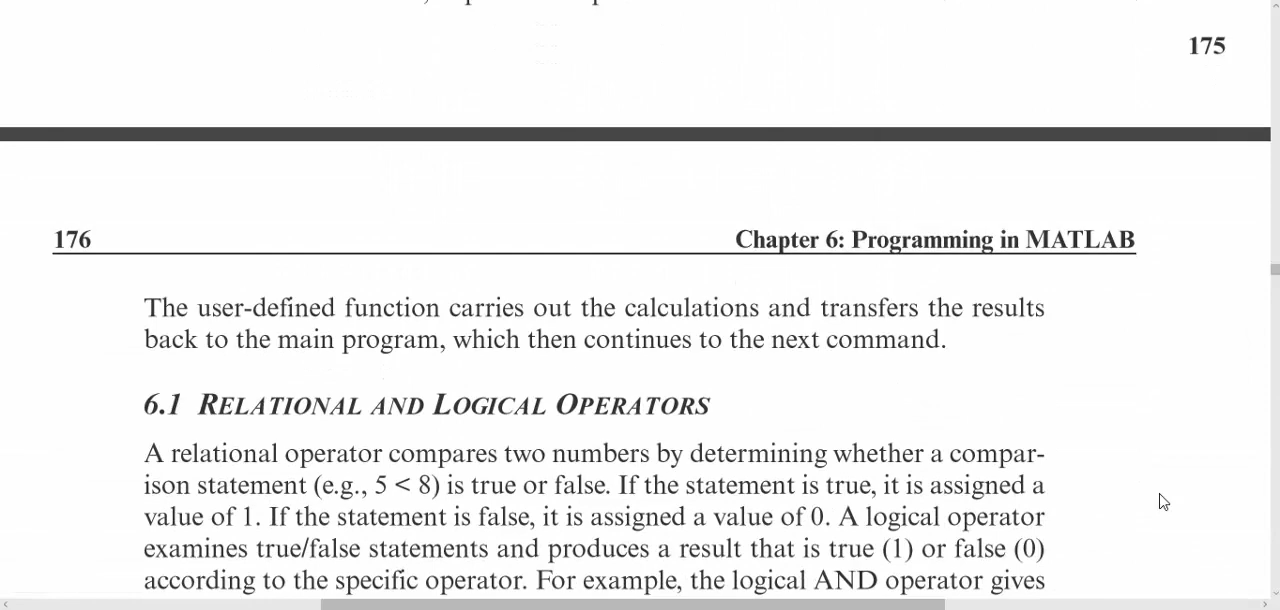 175
176
Chapter 6: Programming in MATLAB
The user-defined function carries out the calculations and transfers the results
back to the main program, which then continues to the next command.
6.1 RELATIONAL AND LOGICAL OPERATORS
A relational operator compares two numbers by determining whether a compar-
ison statement (e.g., 5 < 8) is true or false. If the statement is true, it is assigned a
value of 1. If the statement is false, it is assigned a value of 0. A logical operator
examines true/false statements and produces a result that is true (1) or false (0)
according to the specific operator. For example, the logical AND operator gives